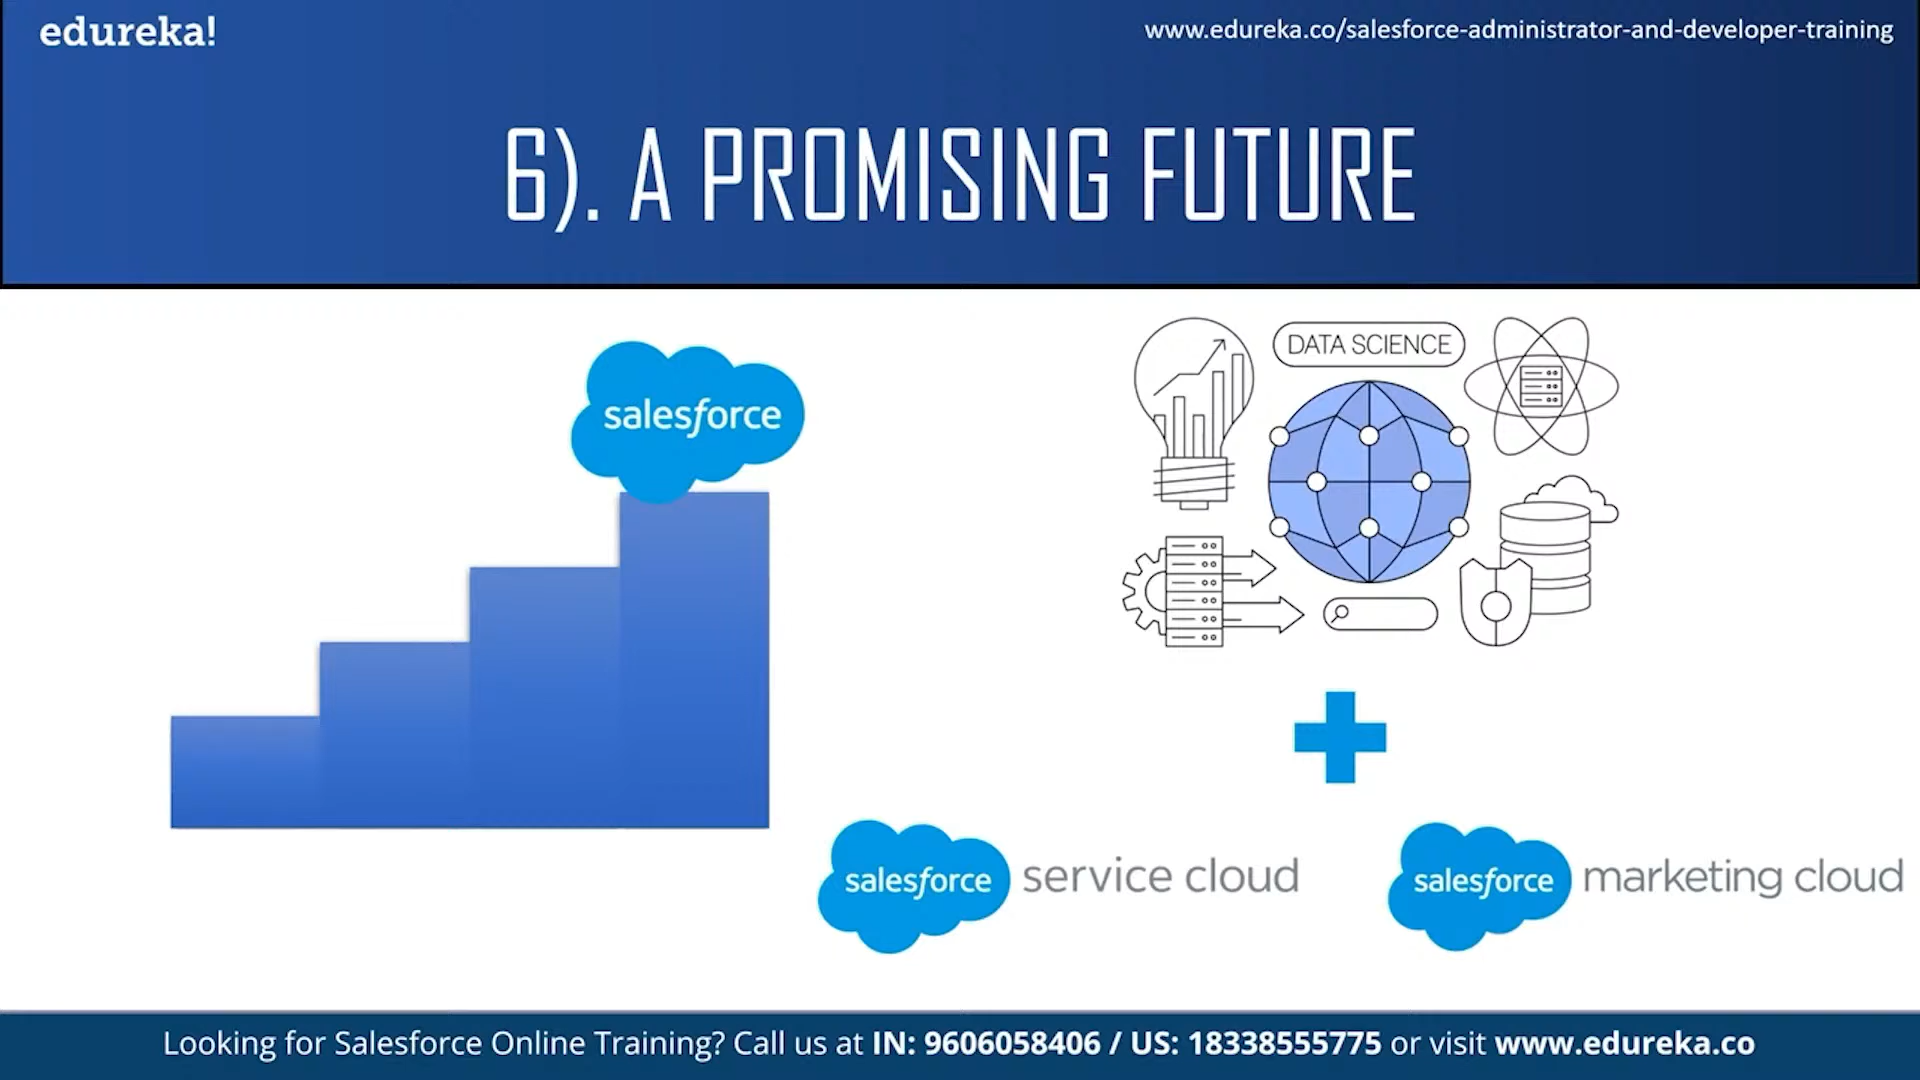 edureka!
www.edureka.co/salesforce-administrator-and-developer-training
6). A PROMISING FUTURE
salesforce
DATA SCIENCE
salesforce service cloud
salesforce marketing cloud
Looking for Salesforce Online Training? Call us at IN: 9606058406 / US: 18338555775 or visit www.edureka.co